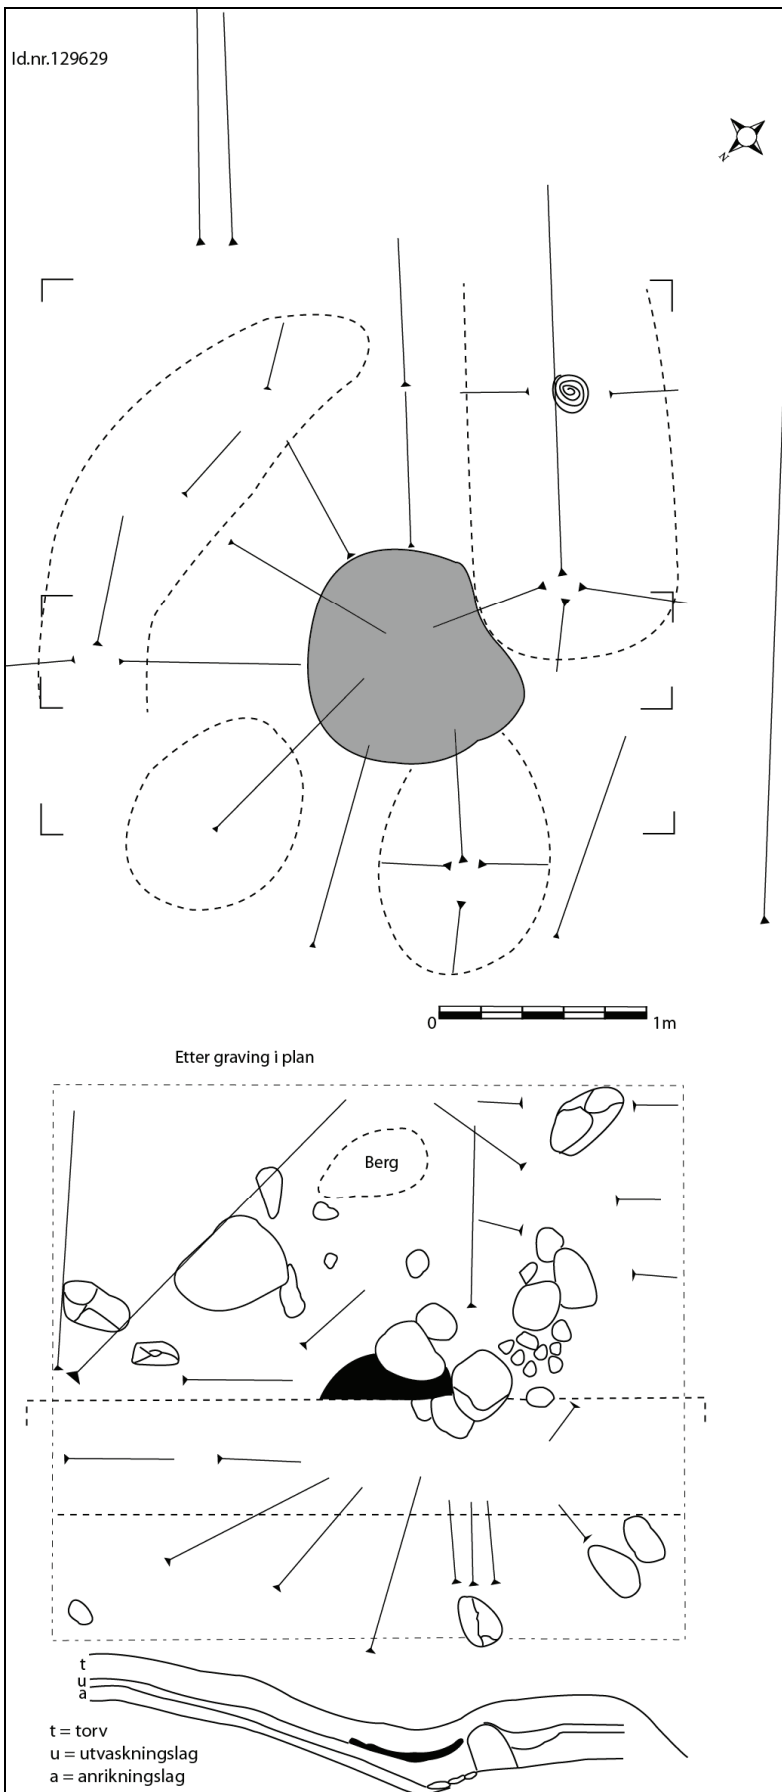 Id.nr.129629
N
0 1m
Etter graving i plan
Berg
t
u
a
t = torv
u = utvaskningslag
a = anrikningslag